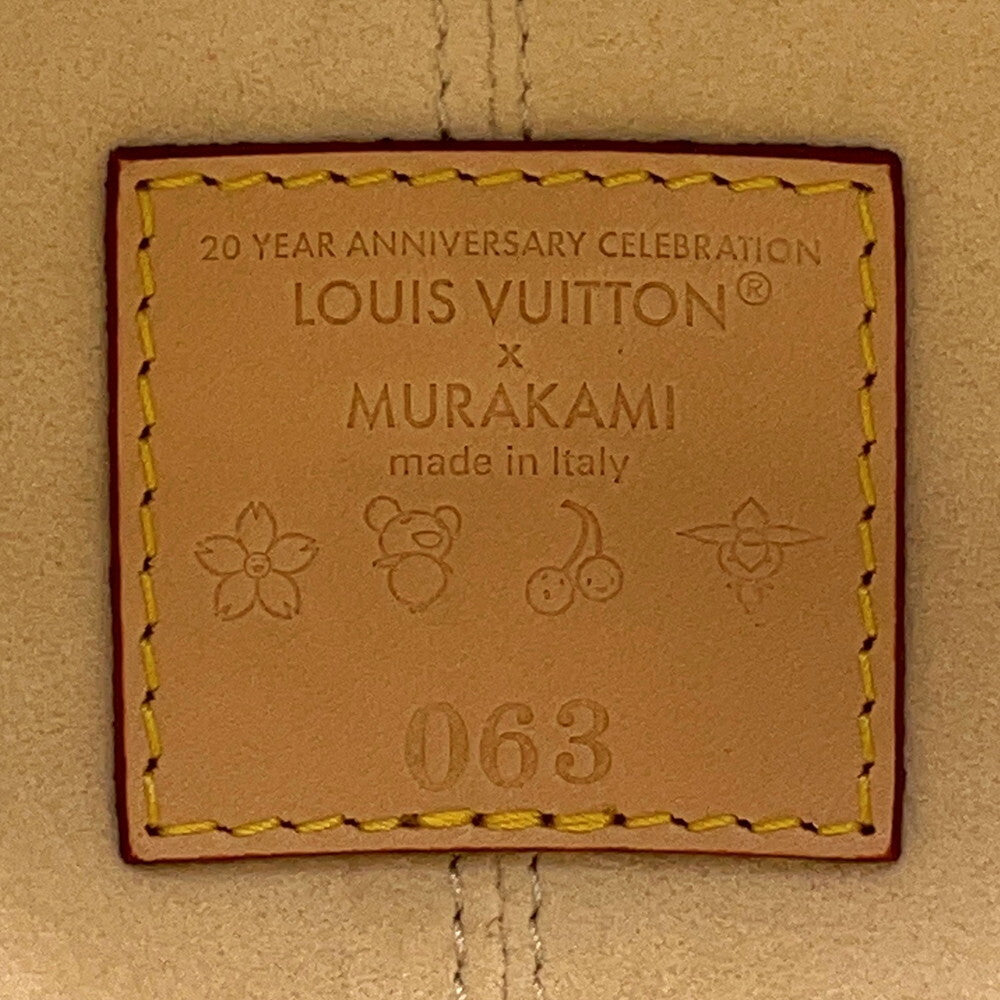 20 YEAR ANNIVERSARY CELEBRATION
LOUIS VUITTON®
x
MURAKAMI
made in Italy
063